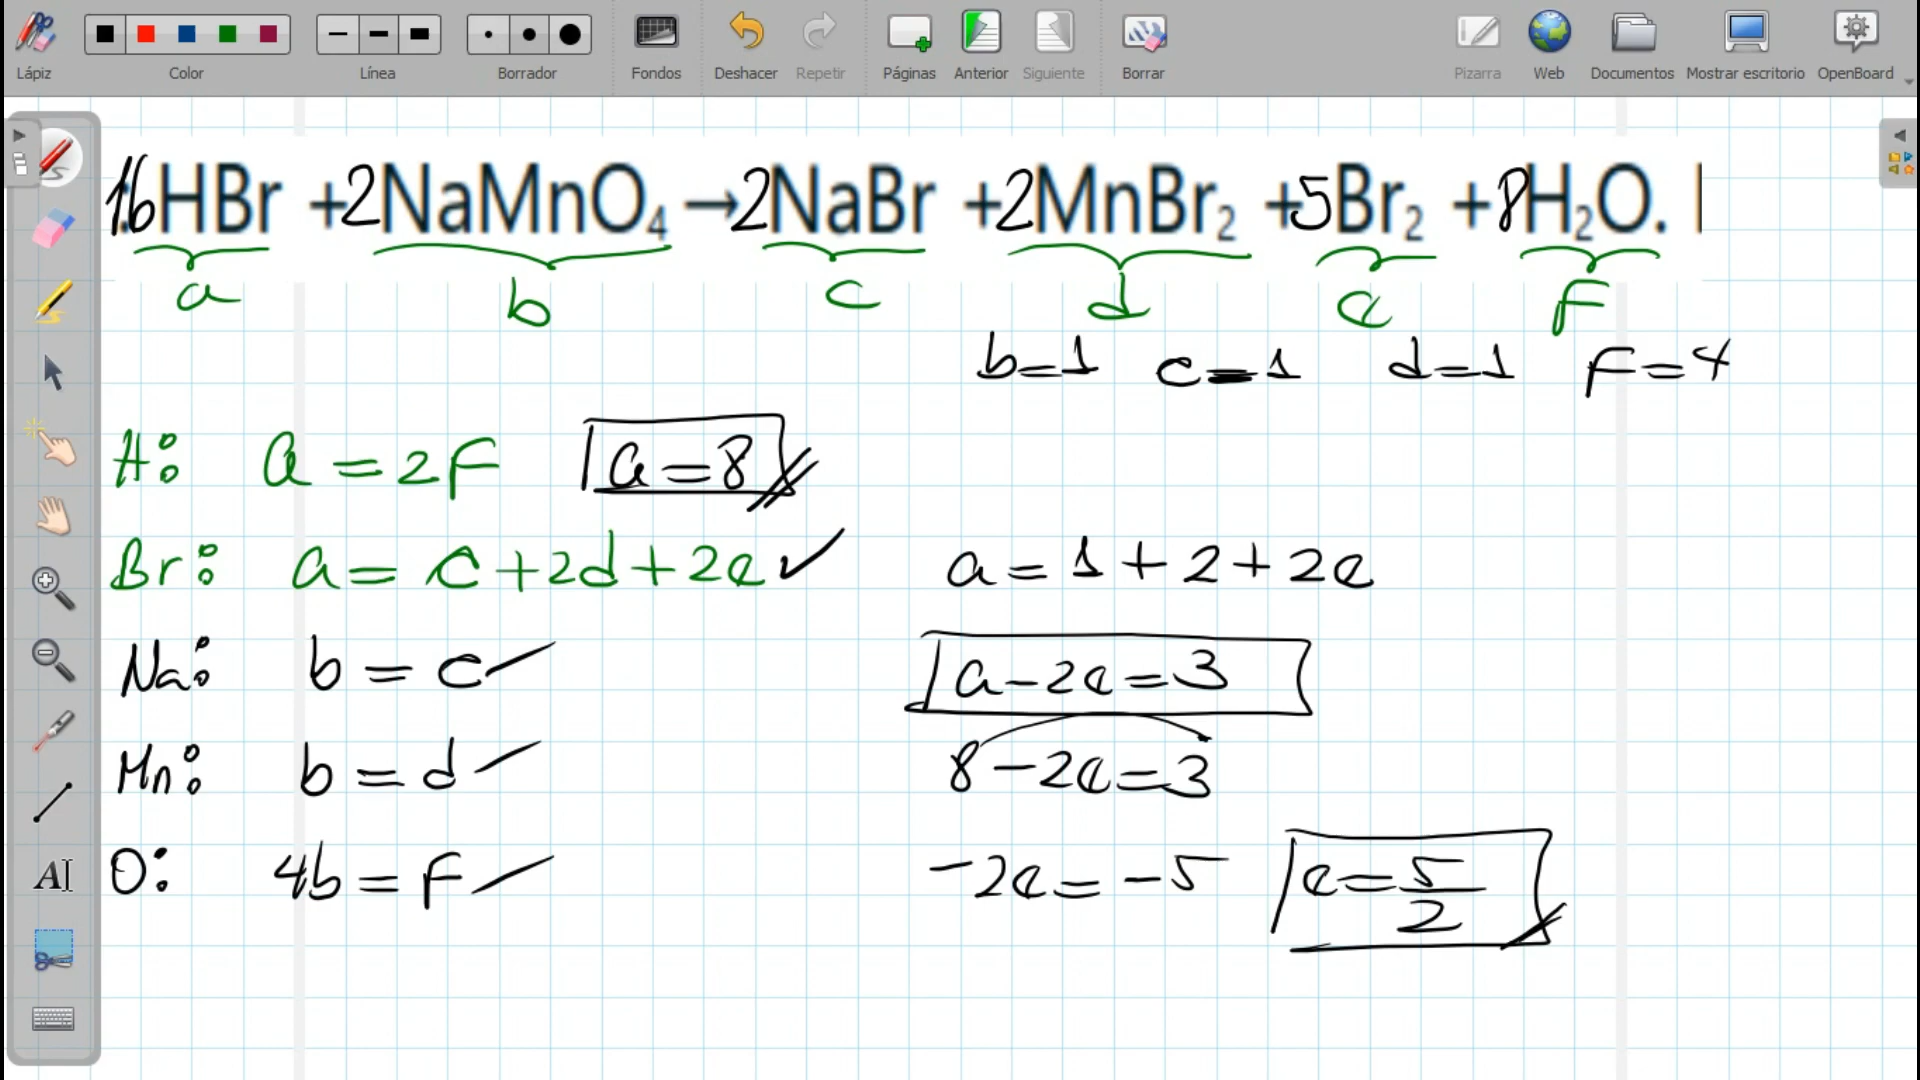 Lápiz Color Línea Borrador Fondos Deshacer Repetir Páginas Anterior Siguiente Borrar Pizarra Web Documentos Mostrar escritorio OpenBoard
16HBr +2NaMnO₄ →2NaBr +2MnBr₂ +5Br₂ +8H₂O.
a b c d e f
b=1 c=1 d=1 f=4
H: a=2f a=8
Br: a=c+2d+2e✓ a=1+2+2e
Na: b=c a-2e=3
Mn: b=d 8-2e=3
O: 4b=f -2e=-5 e=5/2
AI